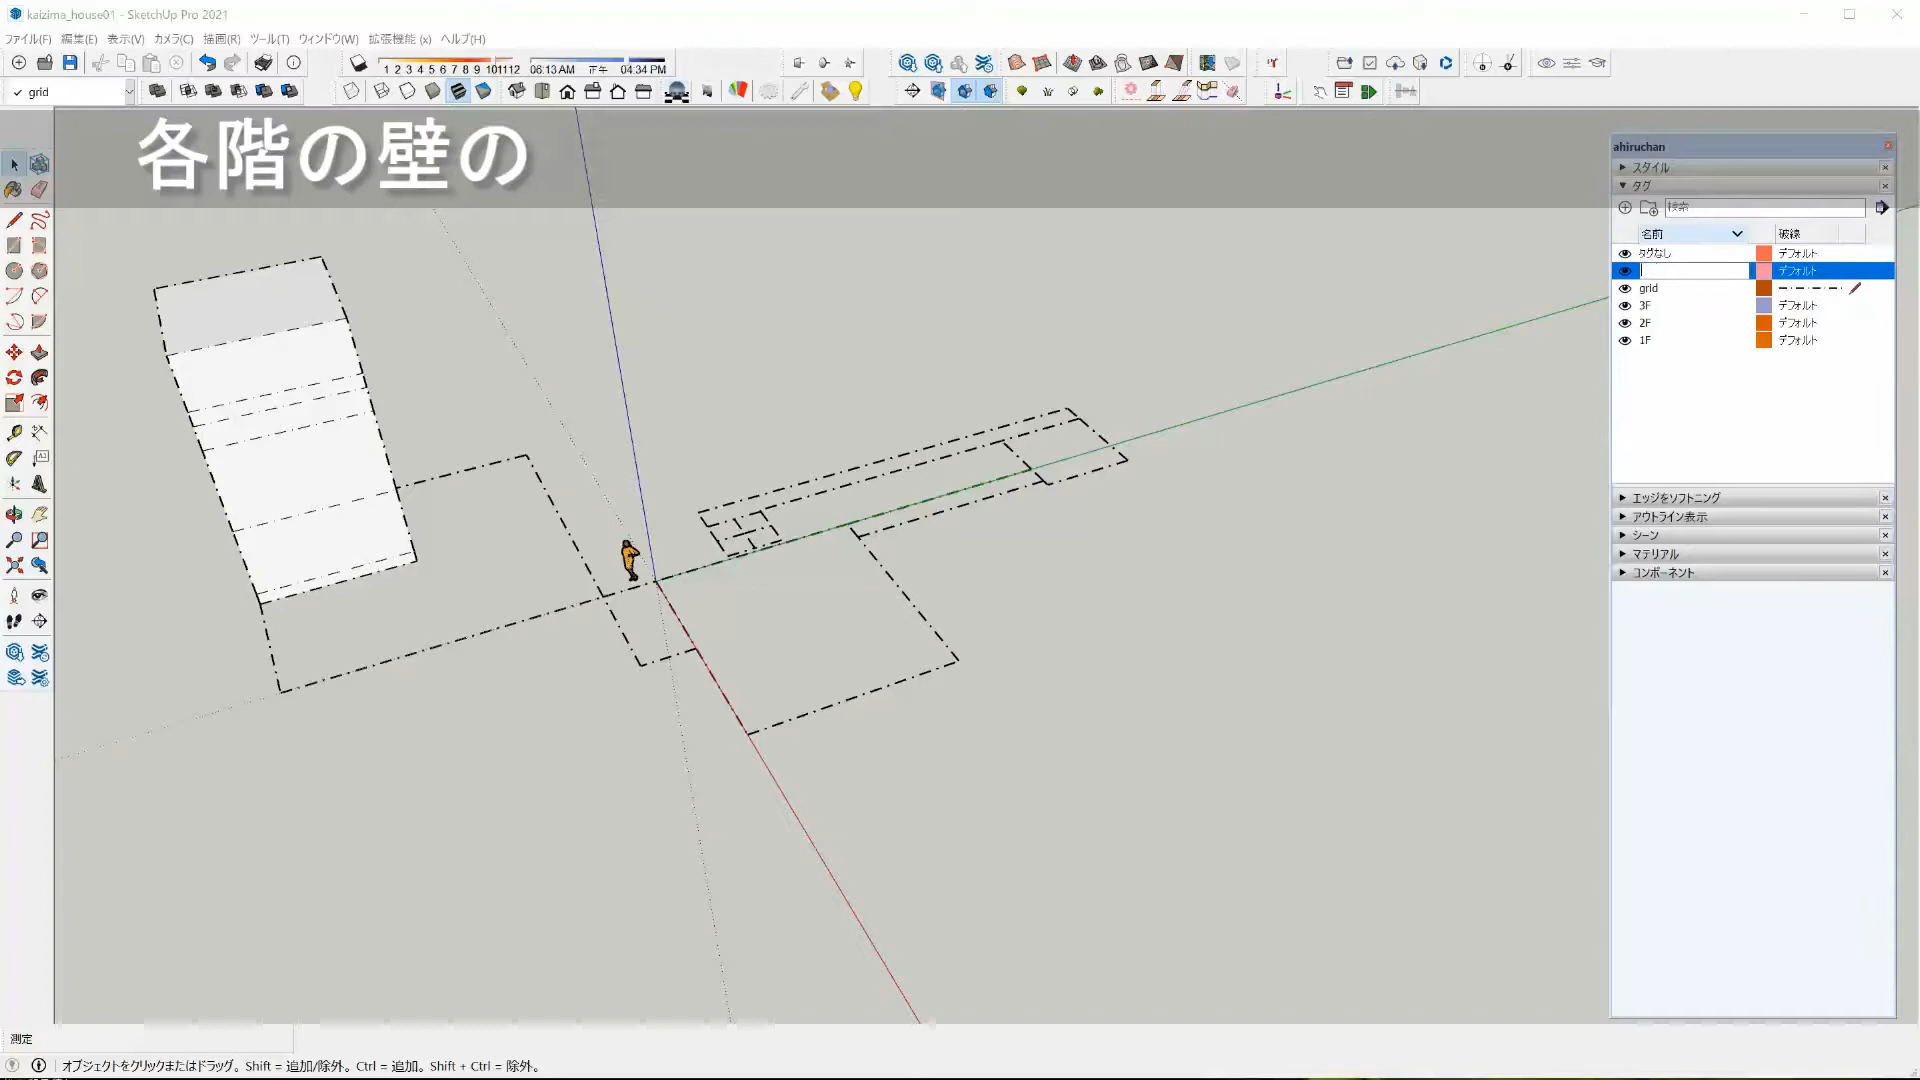 kaizima_house01 - SketchUp Pro 2021
ファイル(F) 編集(E) 表示(V) カメラ(C) 描画(R) ツール(T) ウィンドウ(W) 拡張機能 (x) ヘルプ(H)
1 2 3 4 5 6 7 8 9 101112 06:13 AM 正午 04:34 PM
grid
各階の壁の
ahiruchan
スタイル
タグ
検索
名前 破線
タグなし デフォルト
デフォルト
grid
3F デフォルト
2F デフォルト
1F デフォルト
エッジをソフトニング
アウトライン表示
シーン
マテリアル
コンポーネント
測定
オブジェクトをクリックまたはドラッグ。Shift = 追加/除外。Ctrl = 追加。Shift + Ctrl = 除外。